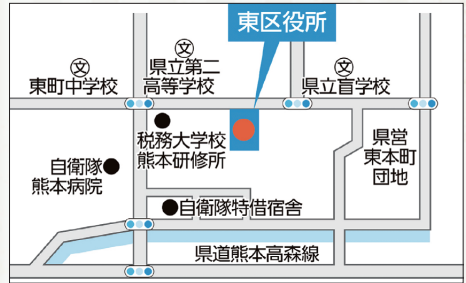 東区役所
文
文
文
東町中学校
県立第二
高等学校
県立盲学校
税務大学校
熊本研修所
県営
東本町
団地
自衛隊
熊本病院
自衛隊特借宿舎
県道熊本高森線